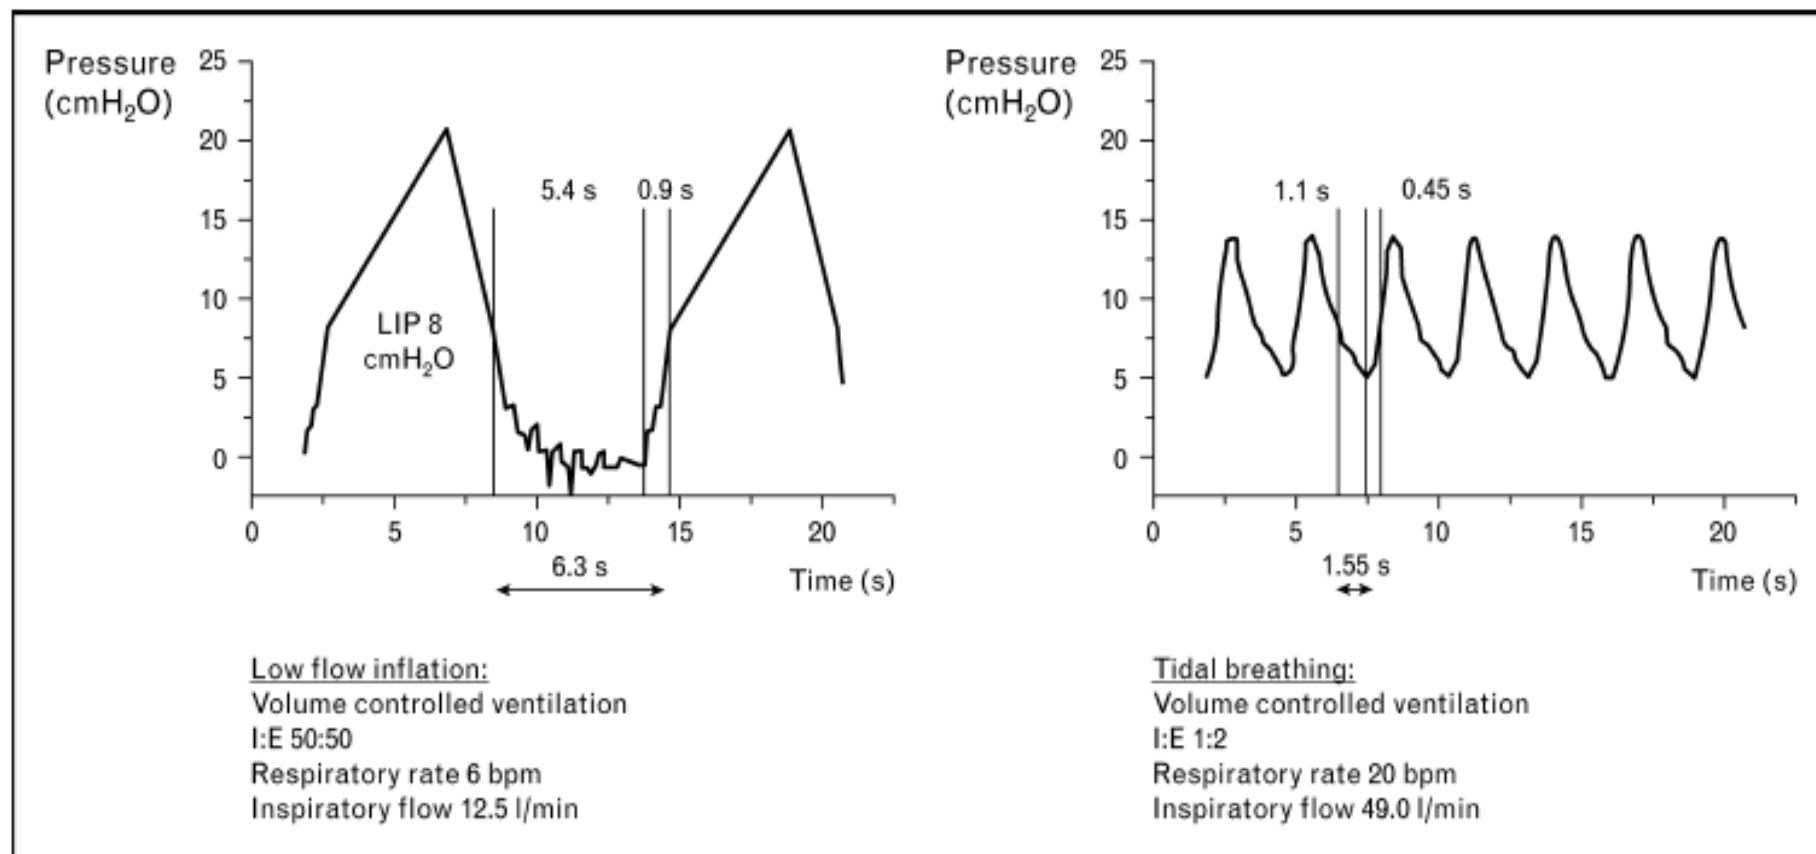 Pressure
(cmH₂O)
25
20
15
10
5
0
5.4 s
0.9 s
LIP 8
cmH₂O
0
5
10
15
20
6.3 s
Time (s)
Low flow inflation:
Volume controlled ventilation
I:E 50:50
Respiratory rate 6 bpm
Inspiratory flow 12.5 l/min
Pressure
(cmH₂O)
25
20
15
10
5
0
1.1 s
0.45 s
0
5
10
15
20
1.55 s
Time (s)
Tidal breathing:
Volume controlled ventilation
I:E 1:2
Respiratory rate 20 bpm
Inspiratory flow 49.0 l/min